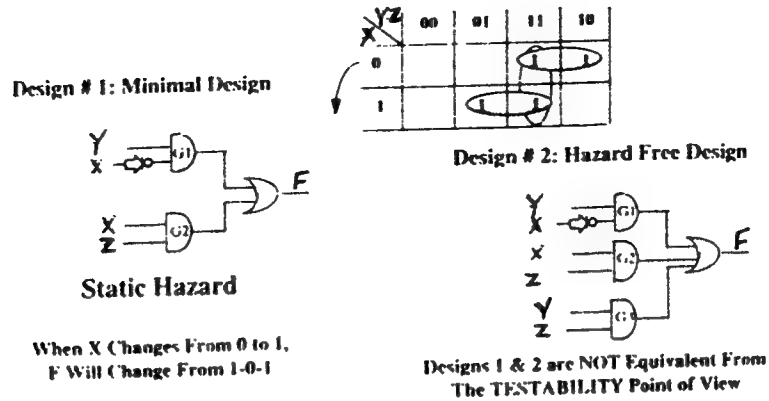 YZ
X
00 01 11 10
0 1 1
1 1 1
Design # 1: Minimal Design
Y
X
G1
F
X
Z
G2
Static Hazard
When X Changes From 0 to 1,
F Will Change From 1-0-1
Design # 2: Hazard Free Design
Y
X
G1
X
Z
G2
F
Y
Z
Designs 1 & 2 are NOT Equivalent From
The TESTABILITY Point of View